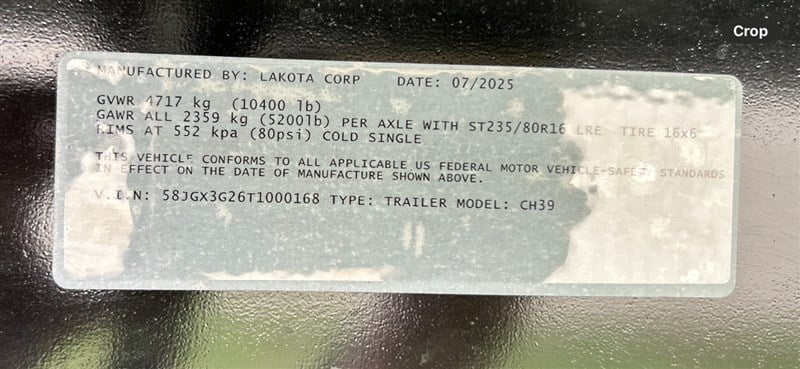 Crop
MANUFACTURED BY: LAKOTA CORP DATE: 07/2025
GVWR 4717 kg (10400 lb)
GAWR ALL 2359 kg (5200lb) PER AXLE WITH ST235/80R16 LRE TIRE 16x6
RIMS AT 552 kpa (80psi) COLD SINGLE
THIS VEHICLE CONFORMS TO ALL APPLICABLE US FEDERAL MOTOR VEHICLE-SAFETY STANDARDS
IN EFFECT ON THE DATE OF MANUFACTURE SHOWN ABOVE.
V.I.N: 58JGX3G26T1000168 TYPE: TRAILER MODEL: CH39